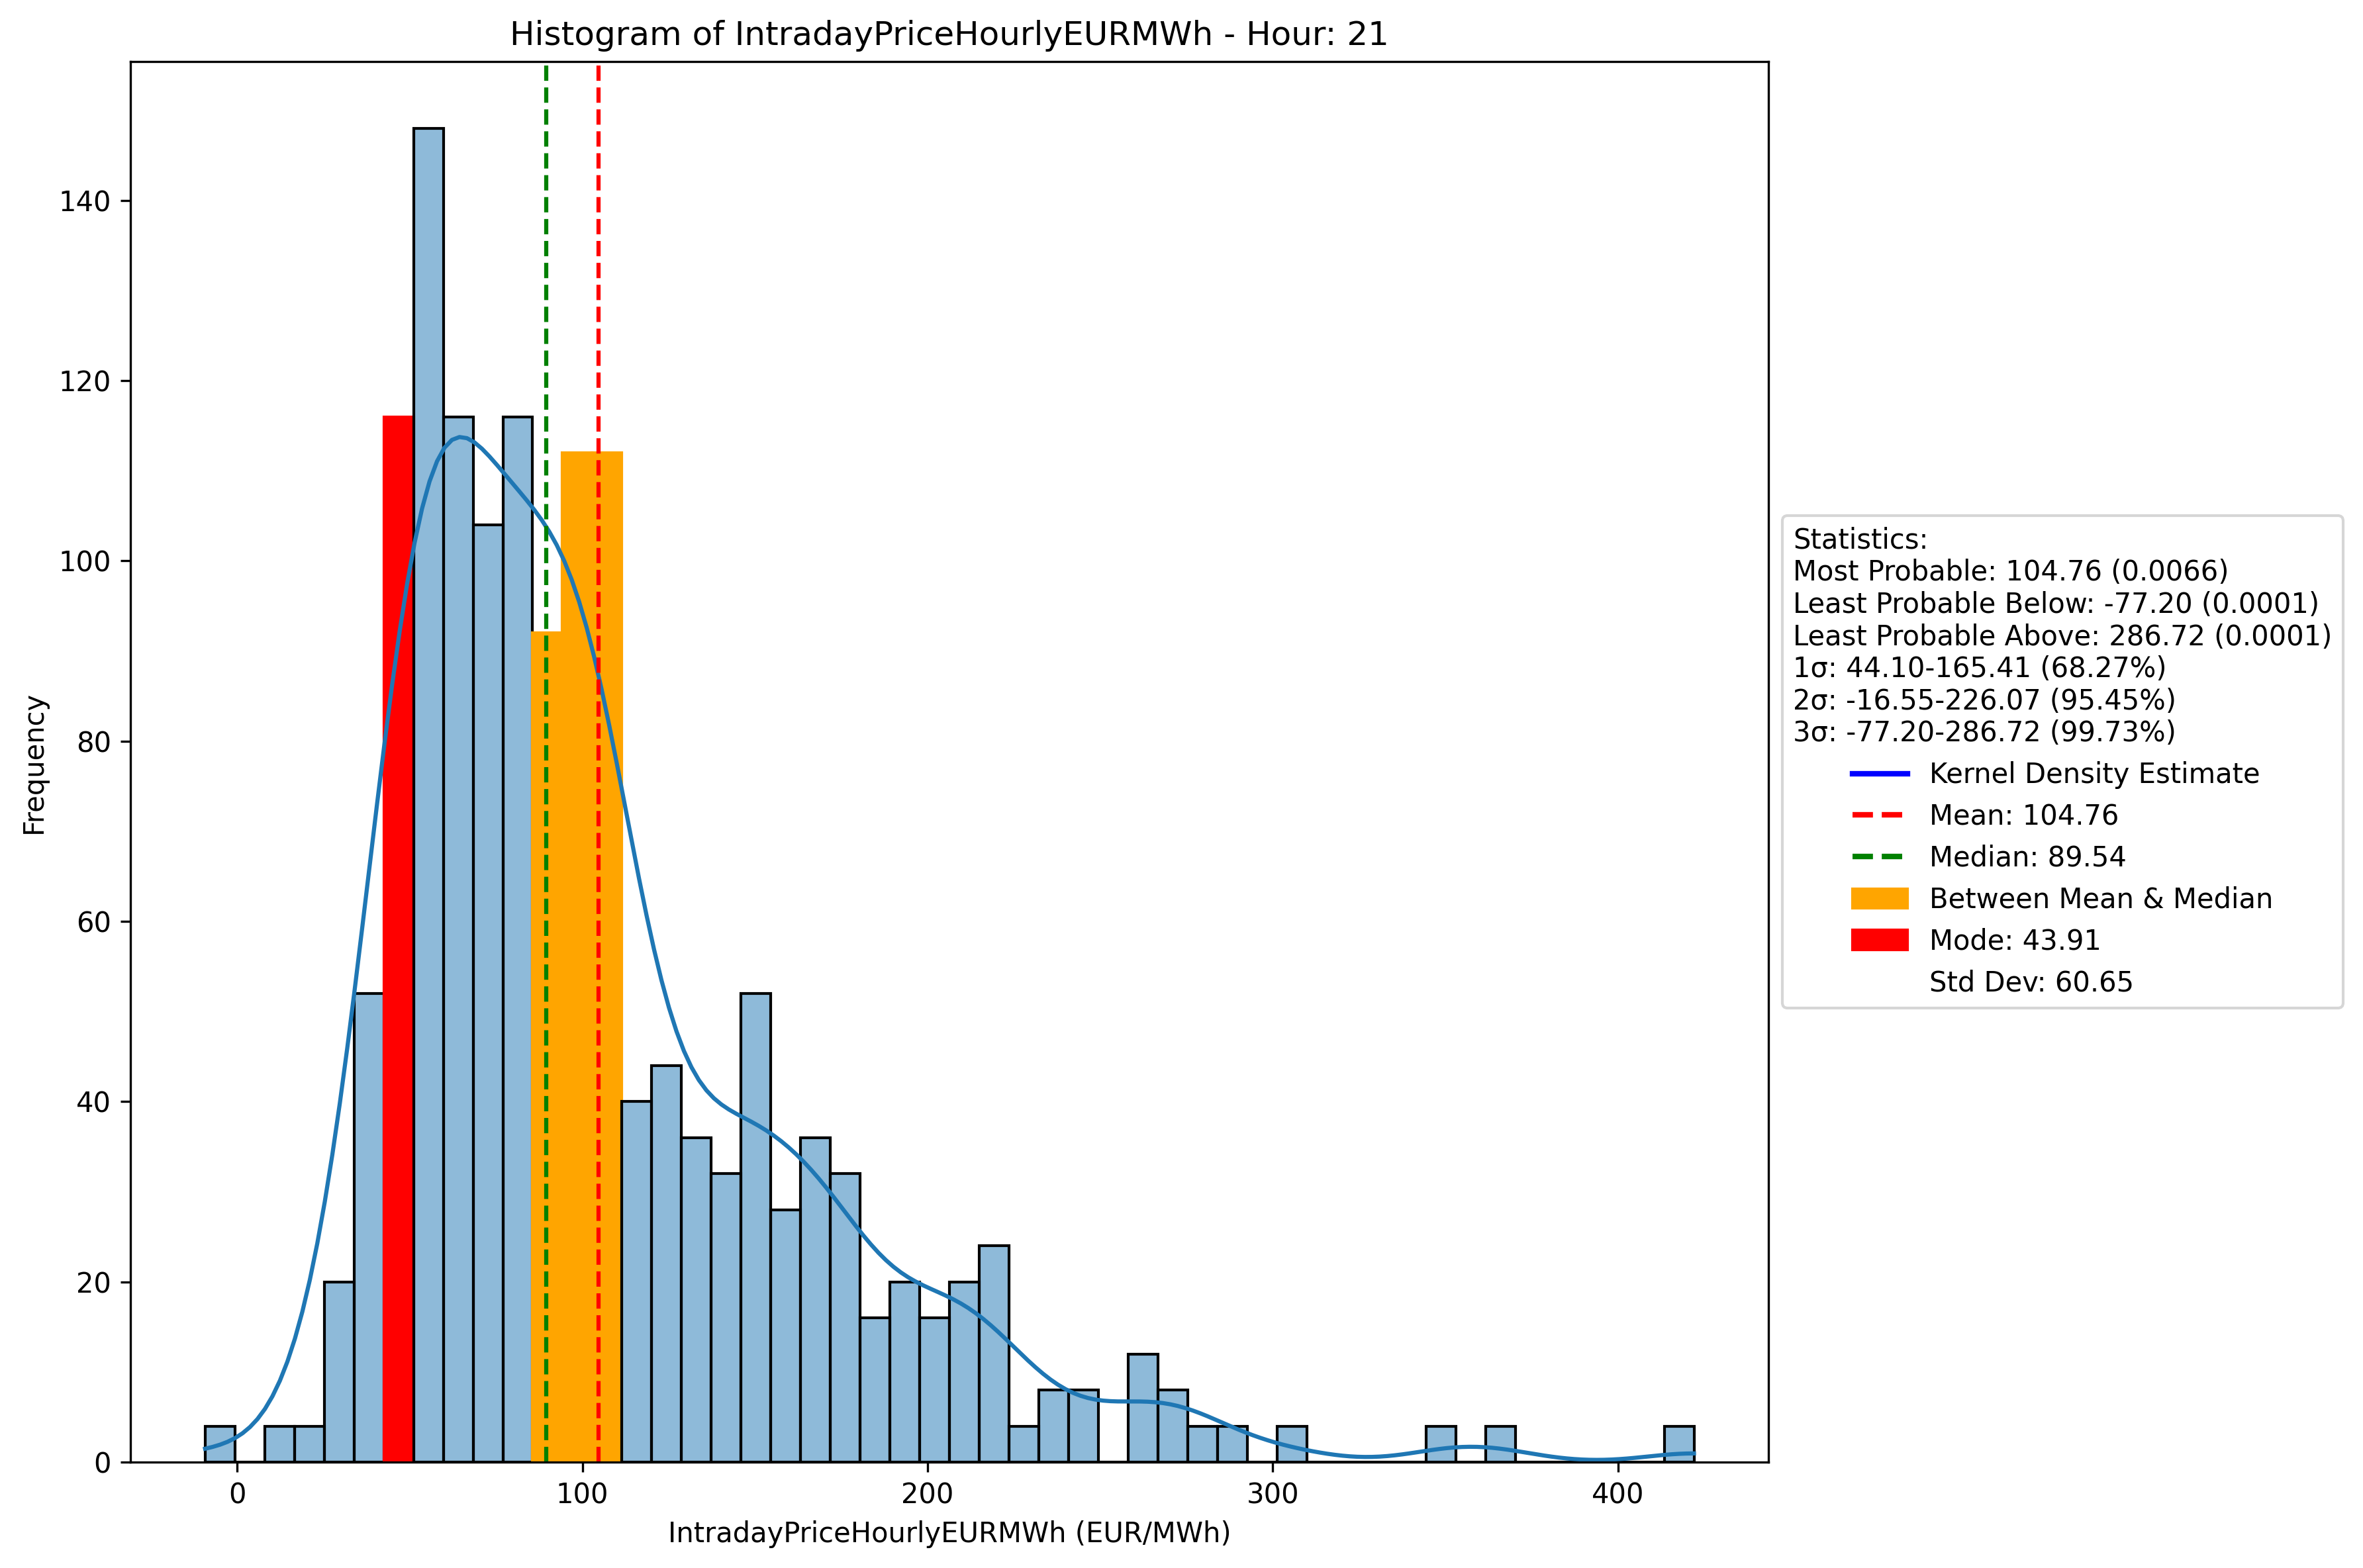 Histogram of IntradayPriceHourlyEURMWh - Hour: 21
Frequency
140
120
100
80
60
40
20
0
0 100 200 300 400
IntradayPriceHourlyEURMWh (EUR/MWh)
Statistics:
Most Probable: 104.76 (0.0066)
Least Probable Below: -77.20 (0.0001)
Least Probable Above: 286.72 (0.0001)
1σ: 44.10-165.41 (68.27%)
2σ: -16.55-226.07 (95.45%)
3σ: -77.20-286.72 (99.73%)
Kernel Density Estimate
Mean: 104.76
Median: 89.54
Between Mean & Median
Mode: 43.91
Std Dev: 60.65